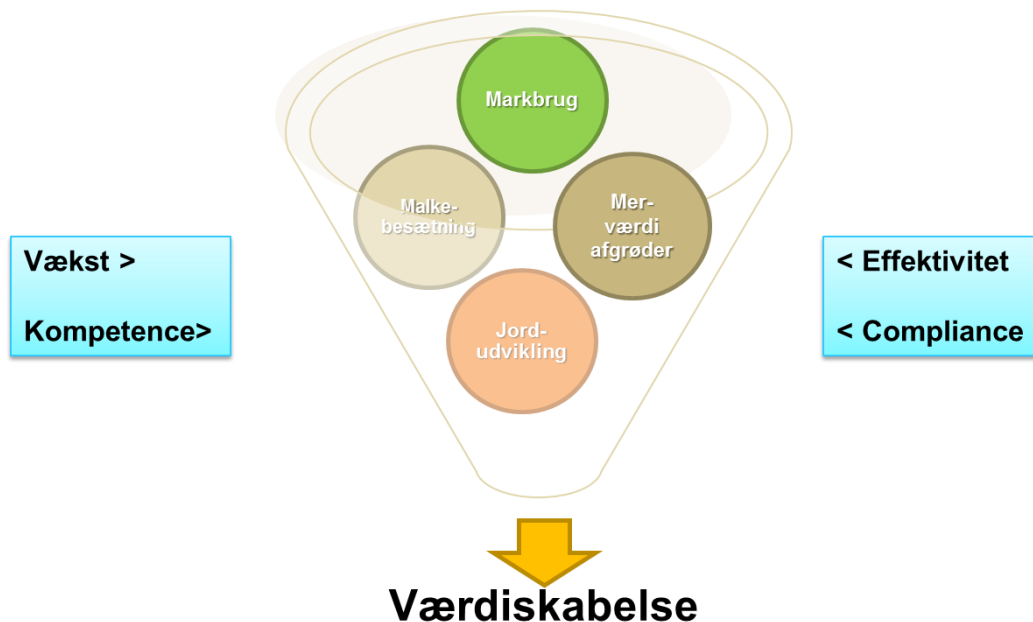 Markbrug
Malke-
besætning
Mer-
værdi
afgrøder
Jord-
udvikling
Vækst >
Kompetence>
< Effektivitet
< Compliance
Værdiskabelse